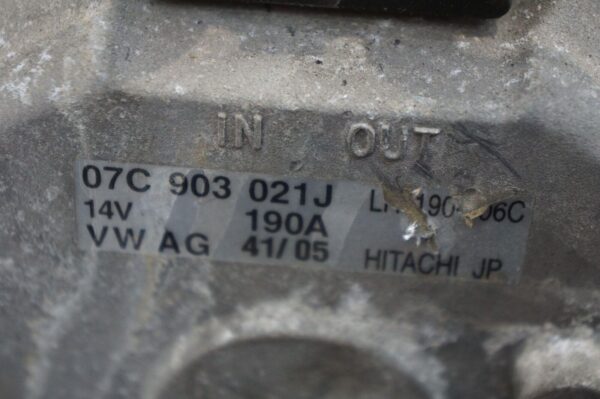 IN OUT
07C 903 021J
14V 190A
VW AG 41/05 HITACHI JP